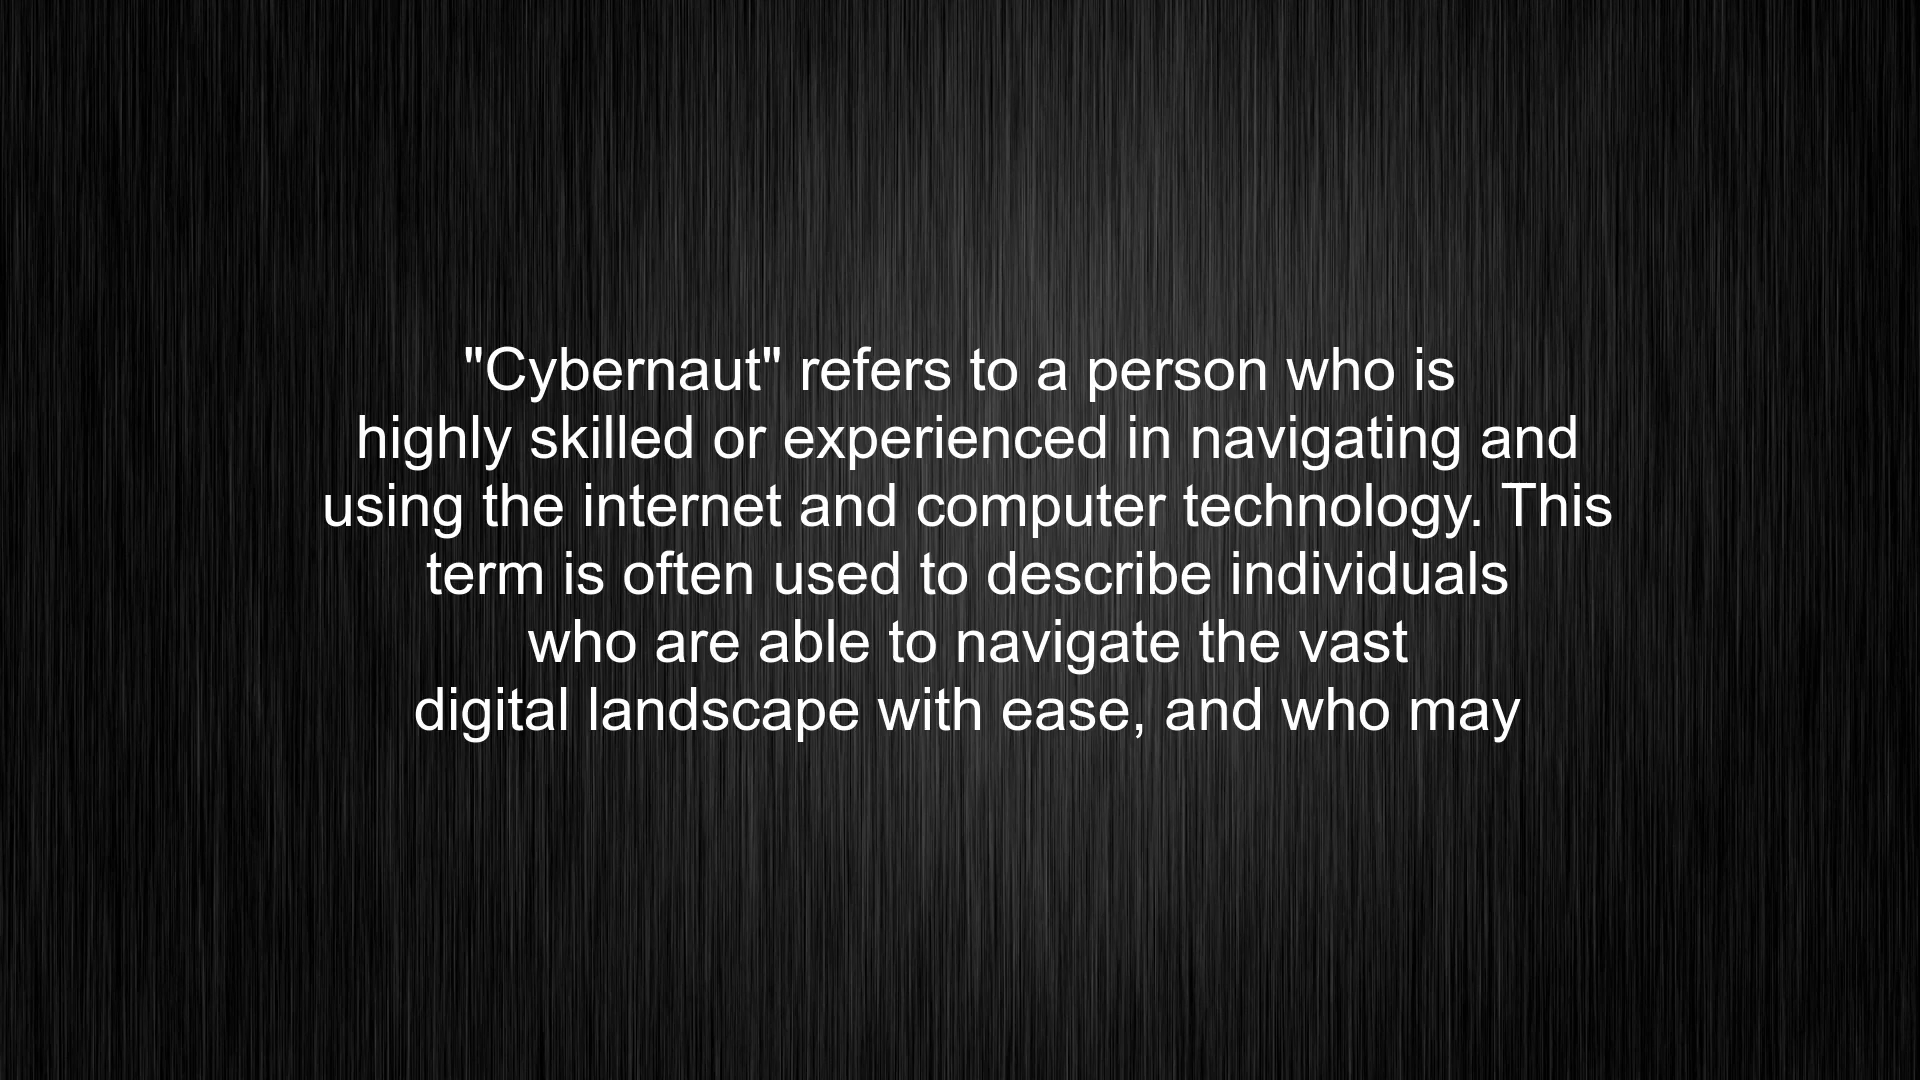 "Cybernaut" refers to a person who is
highly skilled or experienced in navigating and
using the internet and computer technology. This
term is often used to describe individuals
who are able to navigate the vast
digital landscape with ease, and who may